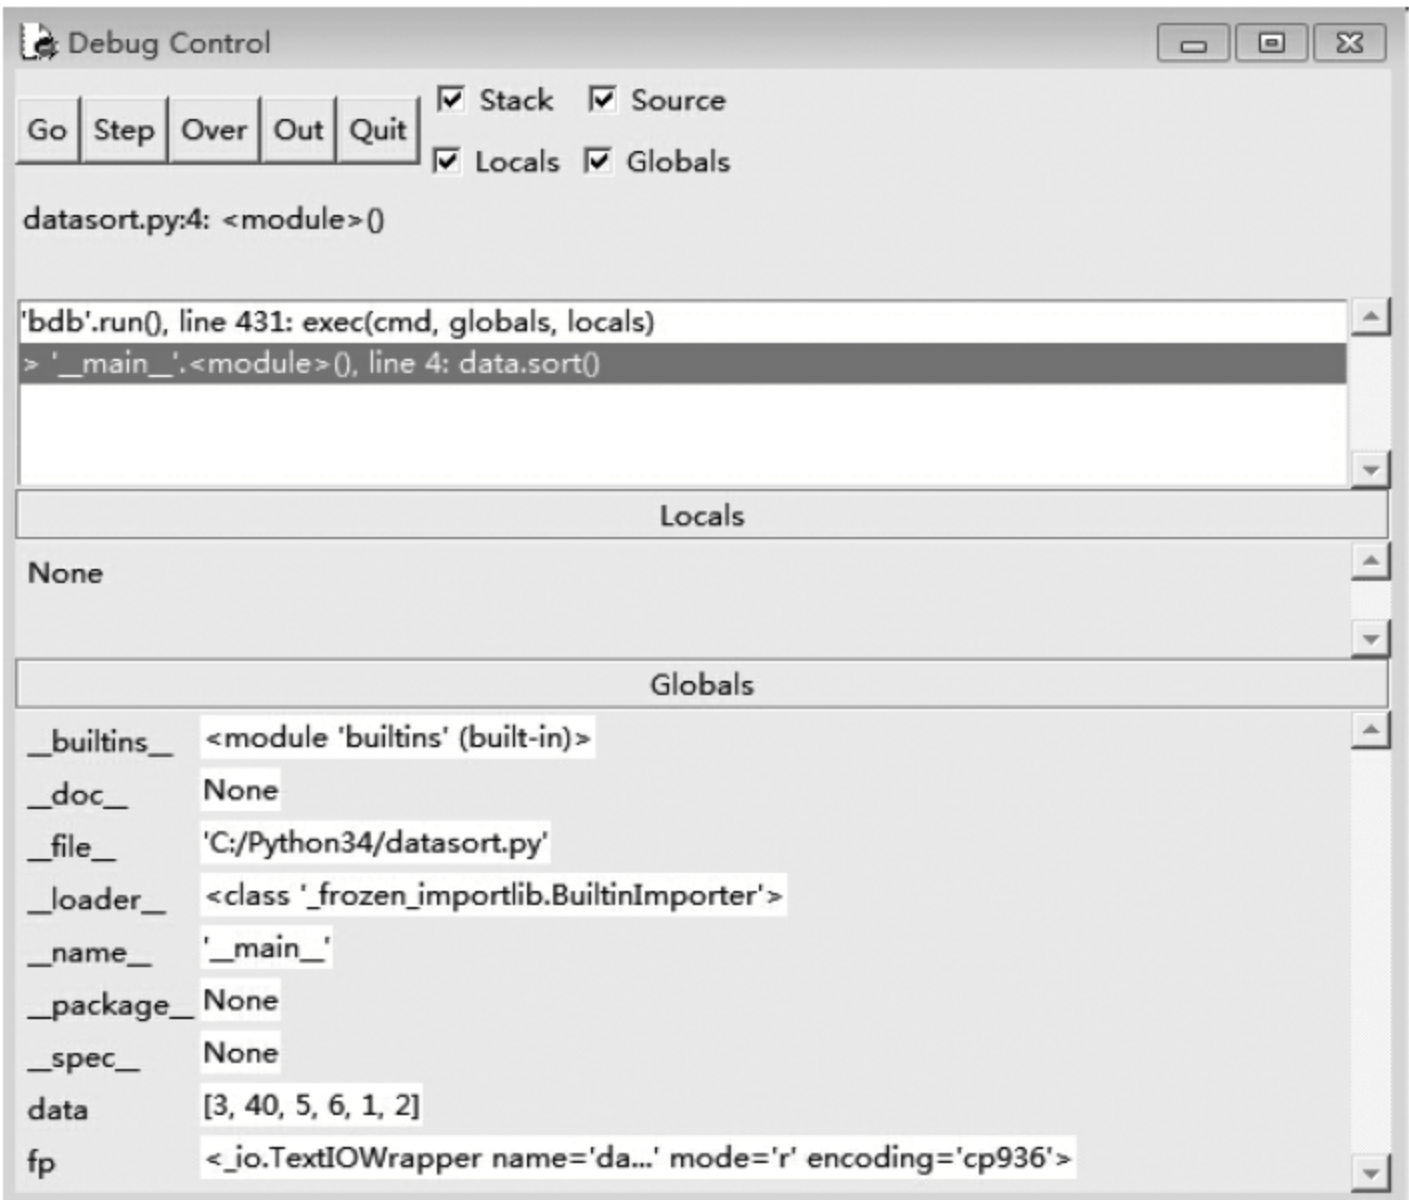 Debug Control
Go Step Over Out Quit
Stack Source
Locals Globals
datasort.py:4: <module>()
'bdb'.run(), line 431: exec(cmd, globals, locals)
> '__main__'.<module>(), line 4: data.sort()
Locals
None
Globals
__builtins__ <module 'builtins' (built-in)>
__doc__ None
__file__ 'C:/Python34/datasort.py'
__loader__ <class '_frozen_importlib.BuiltinImporter'>
__name__ '__main__'
__package__ None
__spec__ None
data [3, 40, 5, 6, 1, 2]
fp <_io.TextIOWrapper name='da...' mode='r' encoding='cp936'>